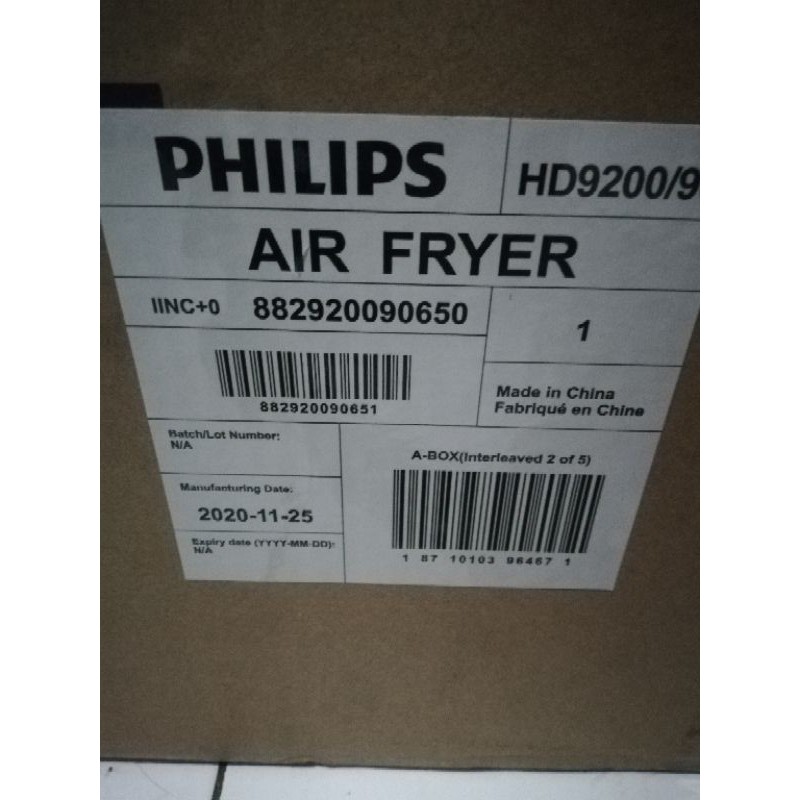 PHILIPS
HD9200/9
AIR FRYER
IINC+0 882920090650
1
882920090651
Made in China
Fabriqué en Chine
Batch/Lot Number:
N/A
A-BOX(Interleaved 2 of 5)
Manufacturing Date:
2020-11-25
Expiry date (YYYY-MM-DD):
N/A
1 87 10103 96467 1